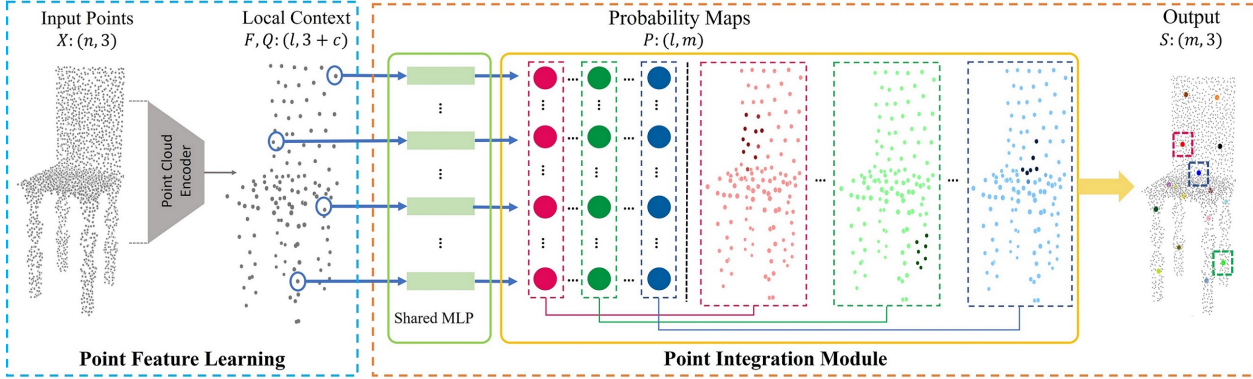 Input Points
X: (n, 3)
Local Context
F, Q: (l, 3 + c)
Probability Maps
P: (l, m)
Output
S: (m, 3)
Point Cloud
Encoder
...
...
...
Shared MLP
Point Feature Learning
Point Integration Module